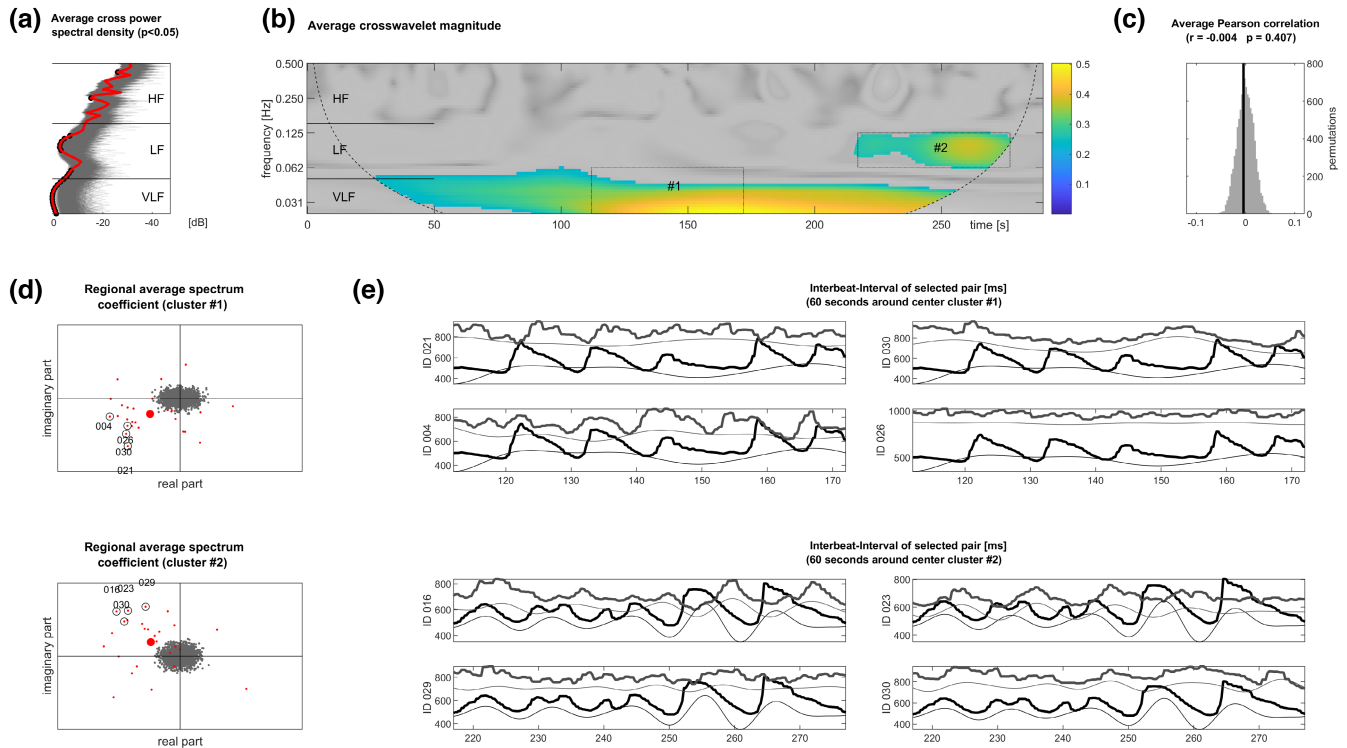 (a)
Average cross power
spectral density (p<0.05)
HF
LF
VLF
0
-20
-40
[dB]
(b)
Average crosswavelet magnitude
frequency [Hz]
0.500
0.250
0.125
0.062
0.031
HF
LF
VLF
#1
#2
0
50
100
150
200
250
time [s]
0.5
0.4
0.3
0.2
0.1
(c)
Average Pearson correlation
(r = -0.004 p = 0.407)
800
600
400
200
0
permutations
-0.1
0
0.1
(d)
Regional average spectrum
coefficient (cluster #1)
imaginary part
004
026
030
021
real part
Regional average spectrum
coefficient (cluster #2)
imaginary part
029
016
023
030
real part
(e)
Interbeat-Interval of selected pair [ms]
(60 seconds around center cluster #1)
ID 021
800
600
400
ID 030
800
600
400
ID 004
800
600
400
120
130
140
150
160
170
ID 026
1000
500
120
130
140
150
160
170
Interbeat-Interval of selected pair [ms]
(60 seconds around center cluster #2)
ID 016
800
600
400
ID 023
800
600
400
ID 029
800
600
400
220
230
240
250
260
270
ID 030
800
600
400
220
230
240
250
260
270